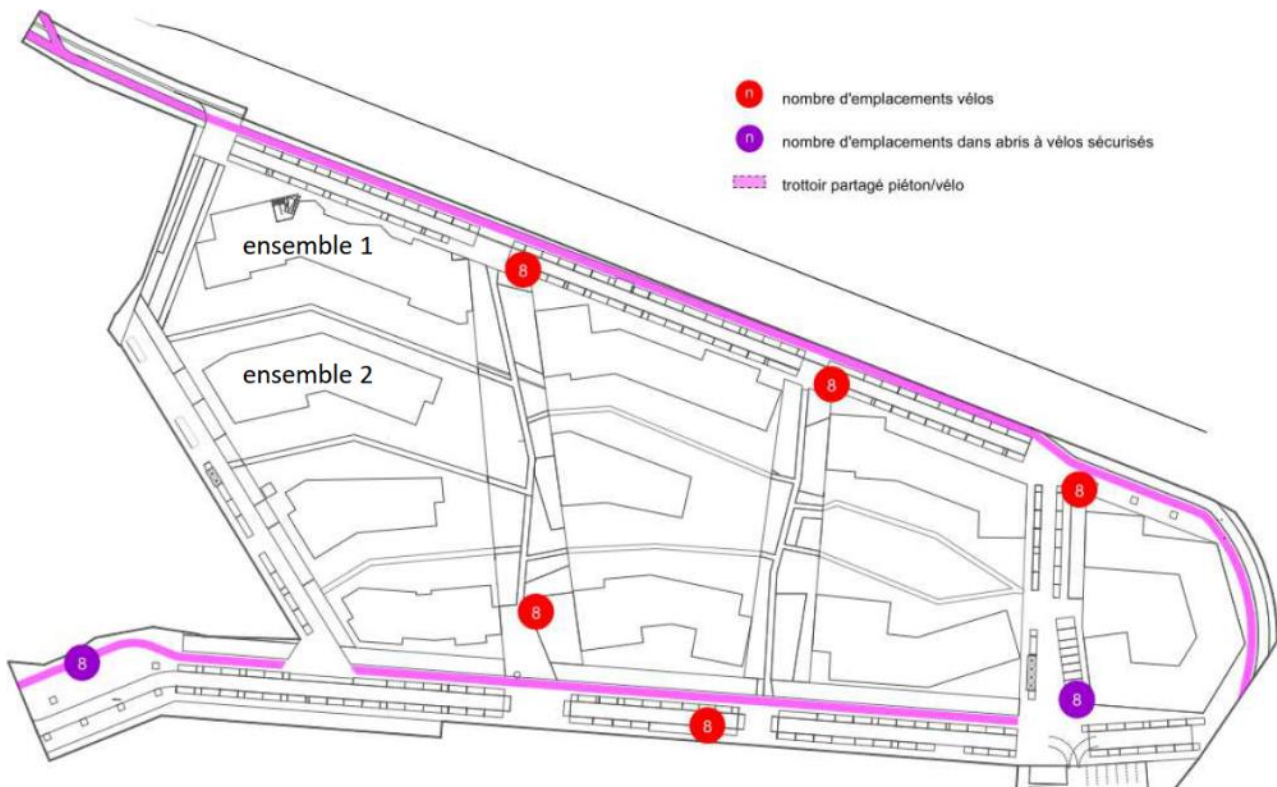 n nombre d'emplacements vélos
n nombre d'emplacements dans abris à vélos sécurisés
trottoir partagé piéton/vélo
ensemble 1
8
ensemble 2
8
8
8
8
8
8